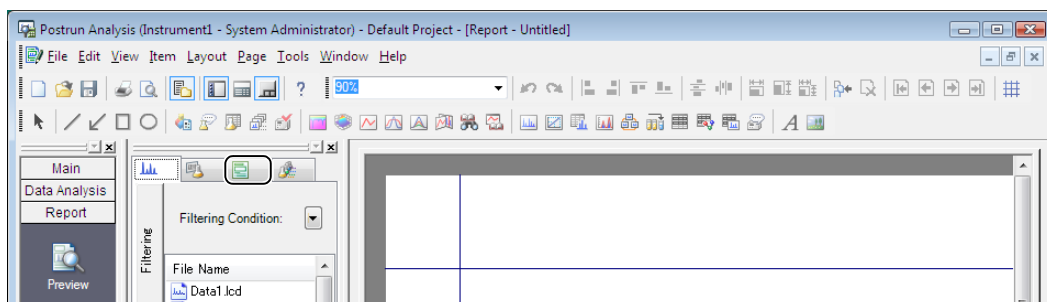 Postrun Analysis (Instrument1 - System Administrator) - Default Project - [Report - Untitled]
File Edit View Item Layout Page Tools Window Help
90%
Main
Data Analysis
Report
Preview
Filtering
Filtering Condition:
File Name
Data1.lcd